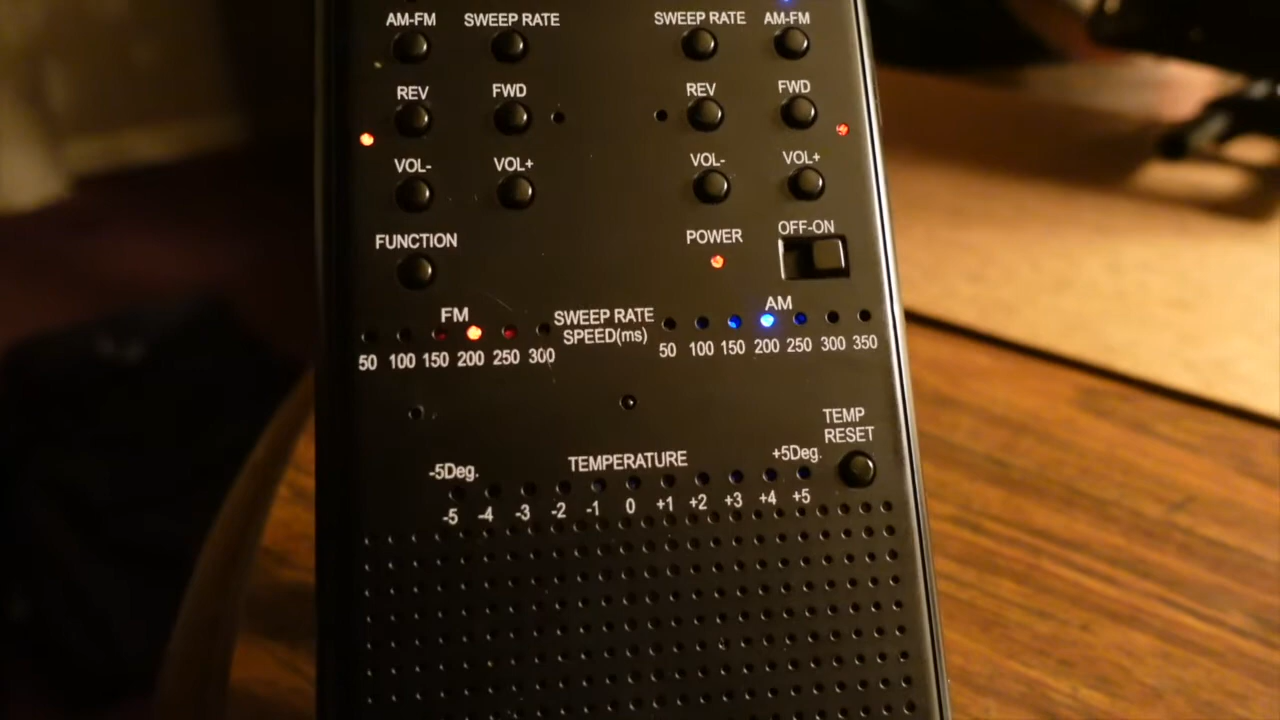 AM-FM SWEEP RATE SWEEP RATE AM-FM
REV FWD REV FWD
VOL- VOL+ VOL- VOL+
FUNCTION POWER OFF-ON
FM SWEEP RATE AM
SPEED(ms)
50 100 150 200 250 300 50 100 150 200 250 300 350
TEMP
RESET
-5Deg. TEMPERATURE +5Deg.
-5 -4 -3 -2 -1 0 +1 +2 +3 +4 +5